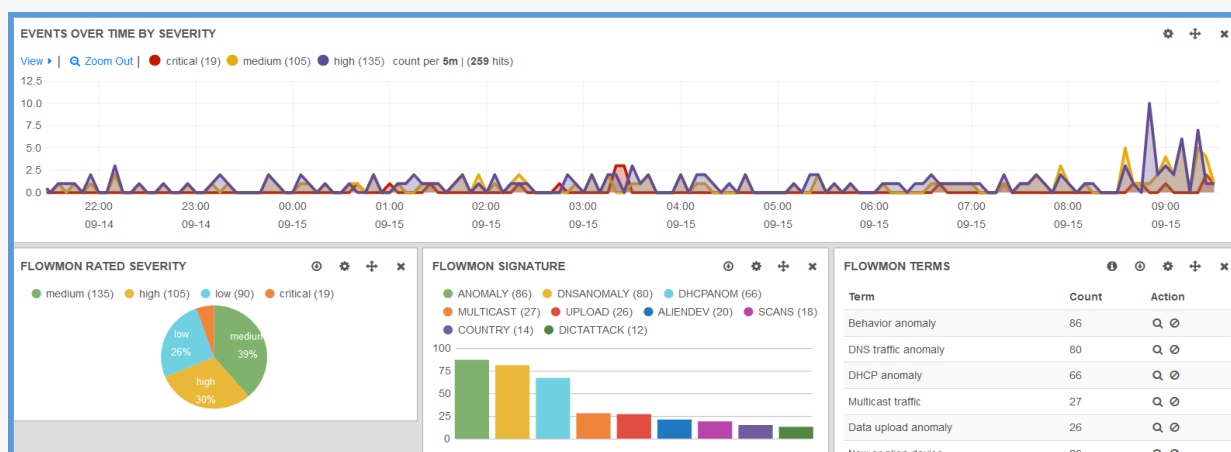 EVENTS OVER TIME BY SEVERITY
View | Zoom Out | critical (19) medium (105) high (135) count per 5m | (259 hits)
12.5
10.0
7.5
5.0
2.5
0.0
22:00 23:00 00:00 01:00 02:00 03:00 04:00 05:00 06:00 07:00 08:00 09:00
09-14 09-14 09-15 09-15 09-15 09-15 09-15 09-15 09-15 09-15 09-15 09-15
FLOWMON RATED SEVERITY
medium (135) high (105) low (90) critical (19)
low
26%
medium
39%
high
30%
FLOWMON SIGNATURE
ANOMALY (86) DNSANOMALY (80) DHCPANOM (66)
MULTICAST (27) UPLOAD (26) ALIENDEV (20) SCANS (18)
COUNTRY (14) DICTATTACK (12)
100
75
50
25
0
FLOWMON TERMS
Term Count Action
Behavior anomaly 86
DNS traffic anomaly 80
DHCP anomaly 66
Multicast traffic 27
Data upload anomaly 26